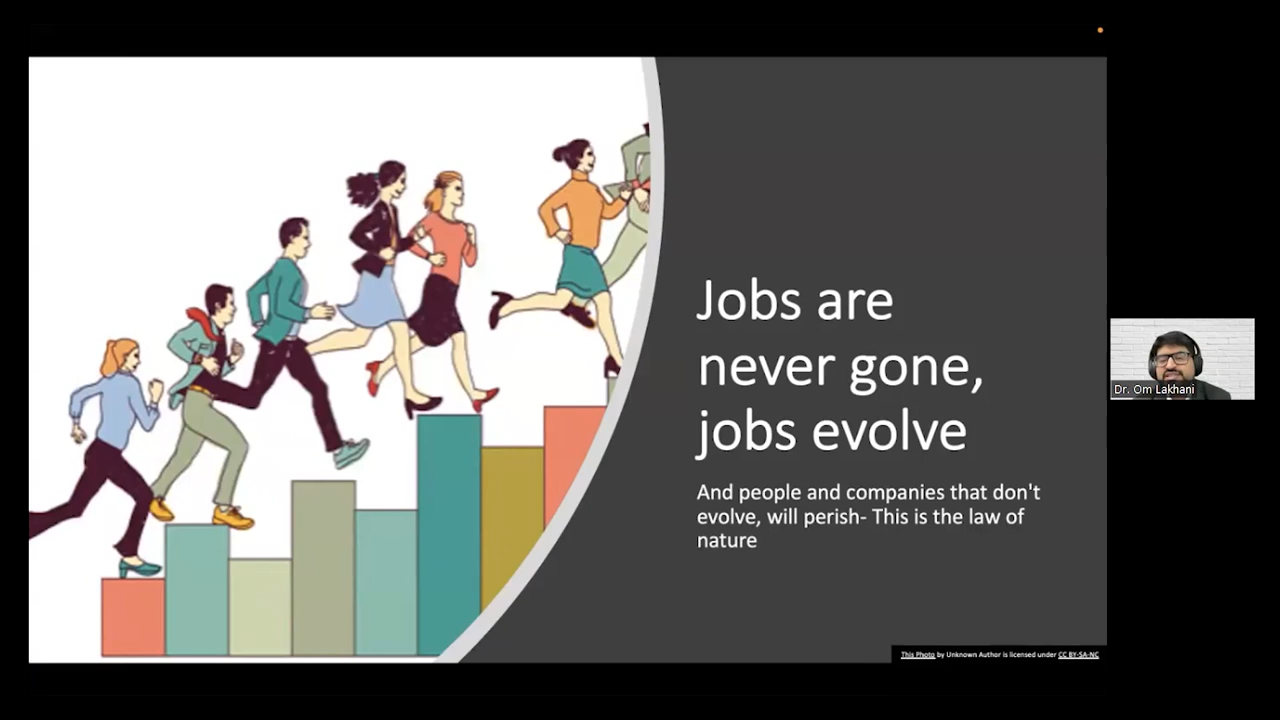 Jobs are
never gone,
jobs evolve
And people and companies that don't
evolve, will perish- This is the law of
nature
Dr. Om Lakhani
This Photo by Unknown Author is licensed under CC BY-SA-NC